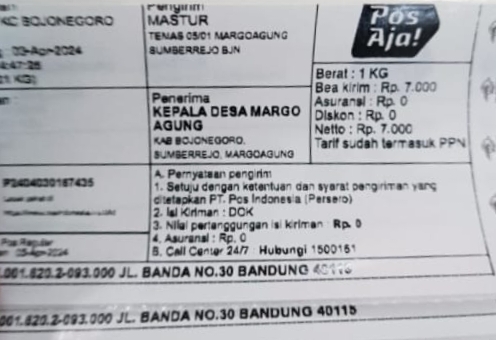 Pengirim
KC BOJONEGORO
MASTUR
TEMAS 05/01 MARGOAGUNG
SUMBERREJO BJN
03-Apr-2024
Pos
Aja!
Berat : 1 KG
Bea kirim : Rp. 7.000
Asuransi : Rp. 0
Diskon : Rp. 0
Netto : Rp. 7.000
Tarif sudah termasuk PPN
Penerima
KEPALA DESA MARGO
AGUNG
KAB BOJONEGORO,
SUMBERREJO, MARGOAGUNG
A. Pernyataan pengirim
1. Setuju dengan ketentuan dan syarat pengiriman yang
ditetapkan PT. Pos Indonesia (Persero)
2. Isi Kiriman : DOK
3. Nilai pertanggungan isi kiriman : Rp. 0
4. Asuransi : Rp. 0
Call Center 24/7 : Hubungi 1500161
P2404030187435
Pos Reguler
.001.620.2-093.000 JL. BANDA NO.30 BANDUNG 40115
001.620.2-093.000 JL. BANDA NO.30 BANDUNG 40115